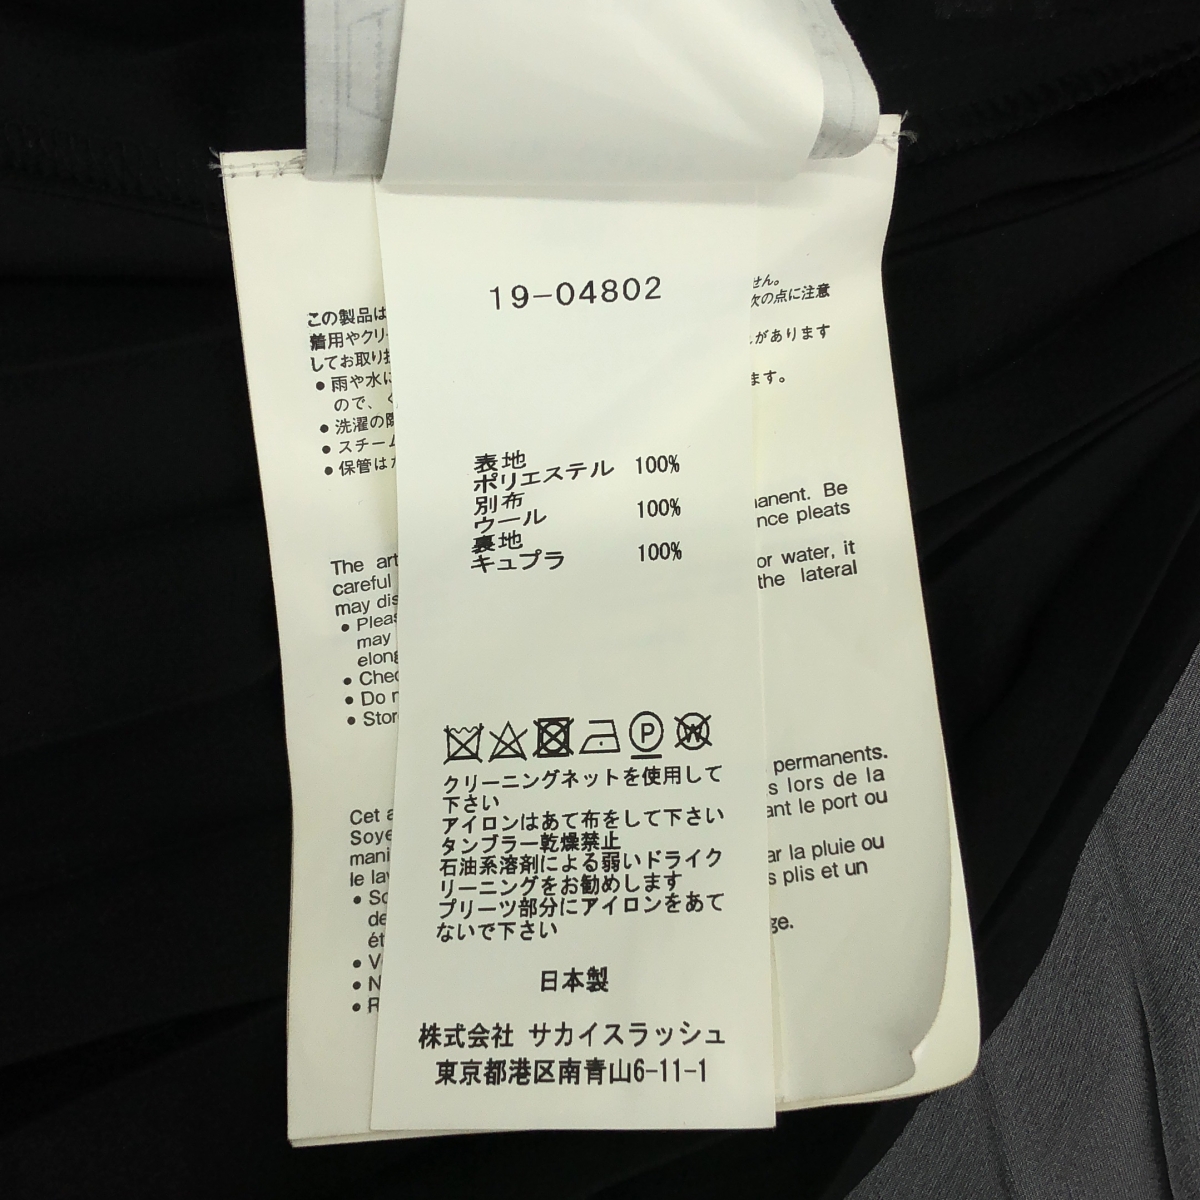 19-04802
表地
ポリエステル 100%
別布
ウール 100%
裏地
キュプラ 100%
P
W
クリーニングネットを使用して
下さい
アイロンはあて布をして下さい
タンブラー乾燥禁止
石油系溶剤による弱いドライク
リーニングをお勧めします
プリーツ部分にアイロンをあて
ないで下さい
日本製
株式会社 サカイスラッシュ
東京都港区南青山6-11-1
この製品は
着用やクリ
してお取り
●雨や水に
ので、
●洗濯の
●スチーム
●保管は
せん。
次の点に注意
があります
ます。
The art
careful
may dis
● Pleas
may
elong
● Chec
● Do n
● Stor
anent. Be
nce pleats
or water, it
the lateral
Cet a
Soye
mani
le la
● So
de
ét
● V
● N
● R
permanents.
s lors de la
ant le port ou
ar la pluie ou
s plis et un
ge.